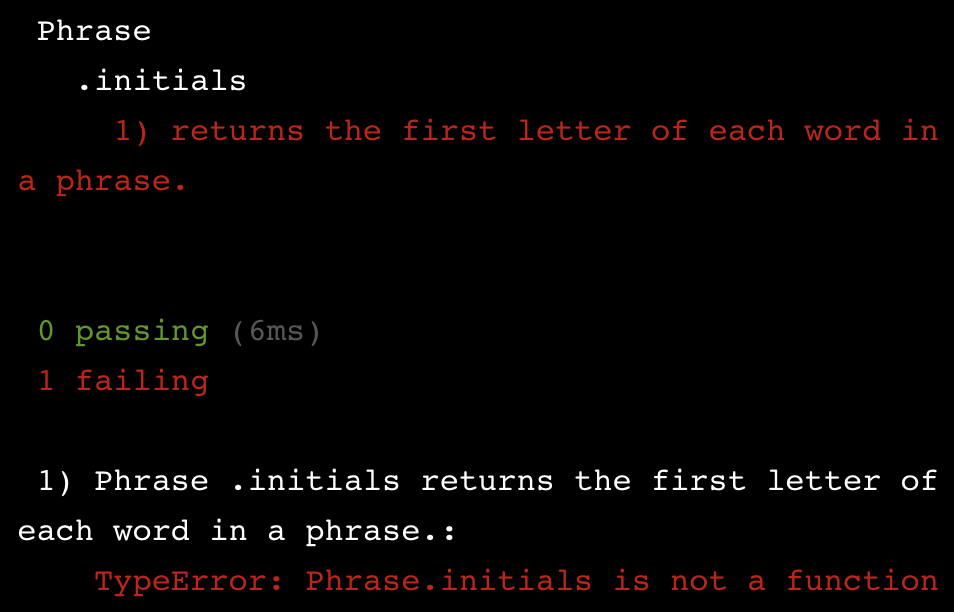 Phrase
.initials
1) returns the first letter of each word in
a phrase.
0 passing (6ms)
1 failing
1) Phrase .initials returns the first letter of
each word in a phrase.:
TypeError: Phrase.initials is not a function